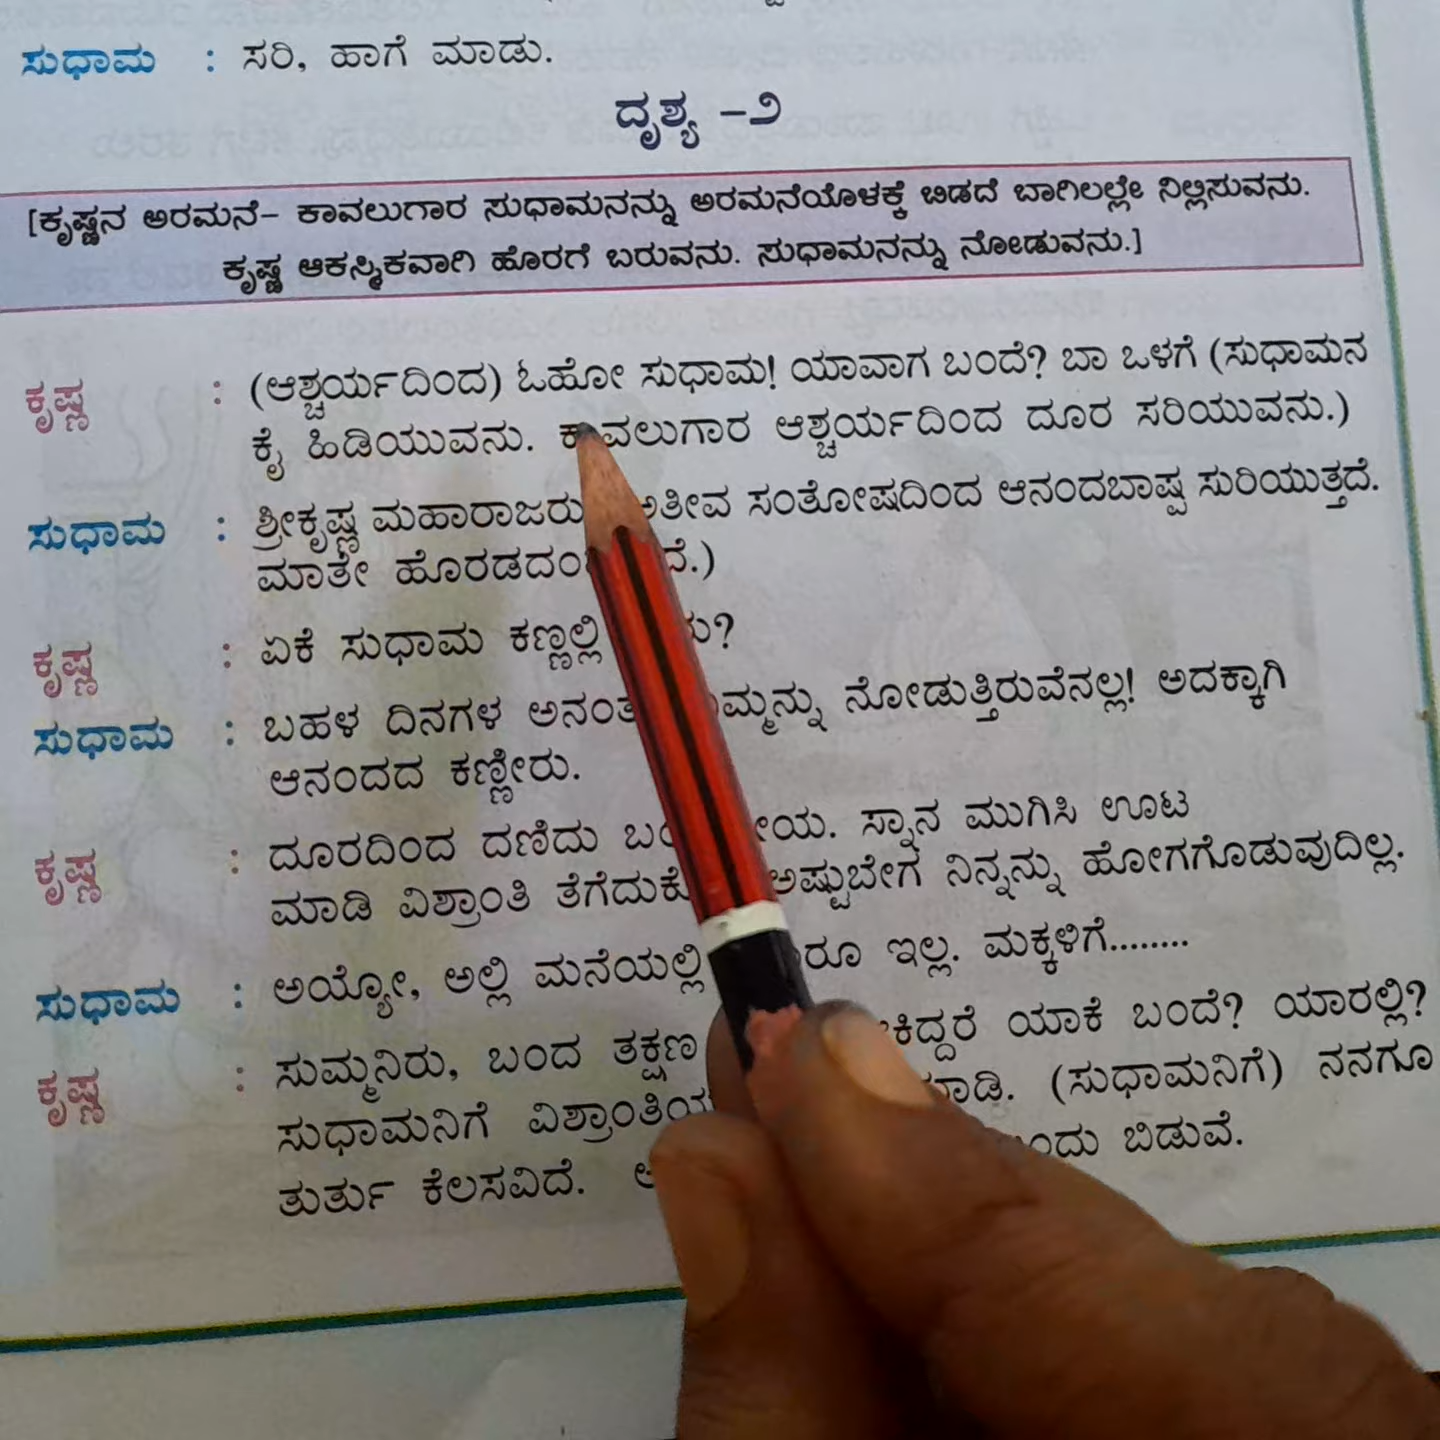 ಸುಧಾಮ : ಸರಿ, ಹಾಗೆ ಮಾಡು.
ದೃಶ್ಯ -೨
[ಕೃಷ್ಣನ ಅರಮನೆ- ಕಾವಲುಗಾರ ಸುಧಾಮನನ್ನು ಅರಮನೆಯೊಳಕ್ಕೆ ಬಿಡದೆ ಬಾಗಿಲಲ್ಲೇ ನಿಲ್ಲಿಸುವನು.
ಕೃಷ್ಣ ಆಕಸ್ಮಿಕವಾಗಿ ಹೊರಗೆ ಬರುವನು. ಸುಧಾಮನನ್ನು ನೋಡುವನು.]
ಕೃಷ್ಣ : (ಆಶ್ಚರ್ಯದಿಂದ) ಓಹೋ ಸುಧಾಮ! ಯಾವಾಗ ಬಂದೆ? ಬಾ ಒಳಗೆ (ಸುಧಾಮನ
ಕೈ ಹಿಡಿಯುವನು. ಕಾವಲುಗಾರ ಆಶ್ಚರ್ಯದಿಂದ ದೂರ ಸರಿಯುವನು.)
ಸುಧಾಮ : ಶ್ರೀಕೃಷ್ಣ ಮಹಾರಾಜರು ಅತೀವ ಸಂತೋಷದಿಂದ ಆನಂದಬಾಷ್ಪ ಸುರಿಯುತ್ತದೆ.
ಮಾತೇ
ಕೃಷ್ಣ : ಏಕೆ ಸುಧಾಮ ಕಣ್ಣಲ್ಲಿ
ಸುಧಾಮ : ಬಹಳ ದಿನಗಳ ನೋಡುತ್ತಿರುವೆನಲ್ಲ! ಅದಕ್ಕಾಗಿ
ಆನಂದದ ಕಣ್ಣೀರು.
ಕೃಷ್ಣ : ದೂರದಿಂದ ದಣಿದು ಸ್ನಾನ ಮುಗಿಸಿ ಊಟ
ಮಾಡಿ ವಿಶ್ರಾಂತಿ ಅಷ್ಟುಬೇಗ ನಿನ್ನನ್ನು ಹೋಗಗೊಡುವುದಿಲ್ಲ.
ಸುಧಾಮ : ಅಯ್ಯೋ, ಅಲ್ಲಿ ಮನೆಯಲ್ಲಿ ಇಲ್ಲ. ಮಕ್ಕಳಿಗೆ........
ಕೃಷ್ಣ : ಸುಮ್ಮನಿರು, ಬಂದ ತಕ್ಷಣ ಯಾಕೆ ಬಂದೆ? ಯಾರಲ್ಲಿ?
ಸುಧಾಮನಿಗೆ (ಸುಧಾಮನಿಗೆ) ನನಗೂ
ತುರ್ತು ಕೆಲಸವಿದೆ. ಬಿಡುವೆ.